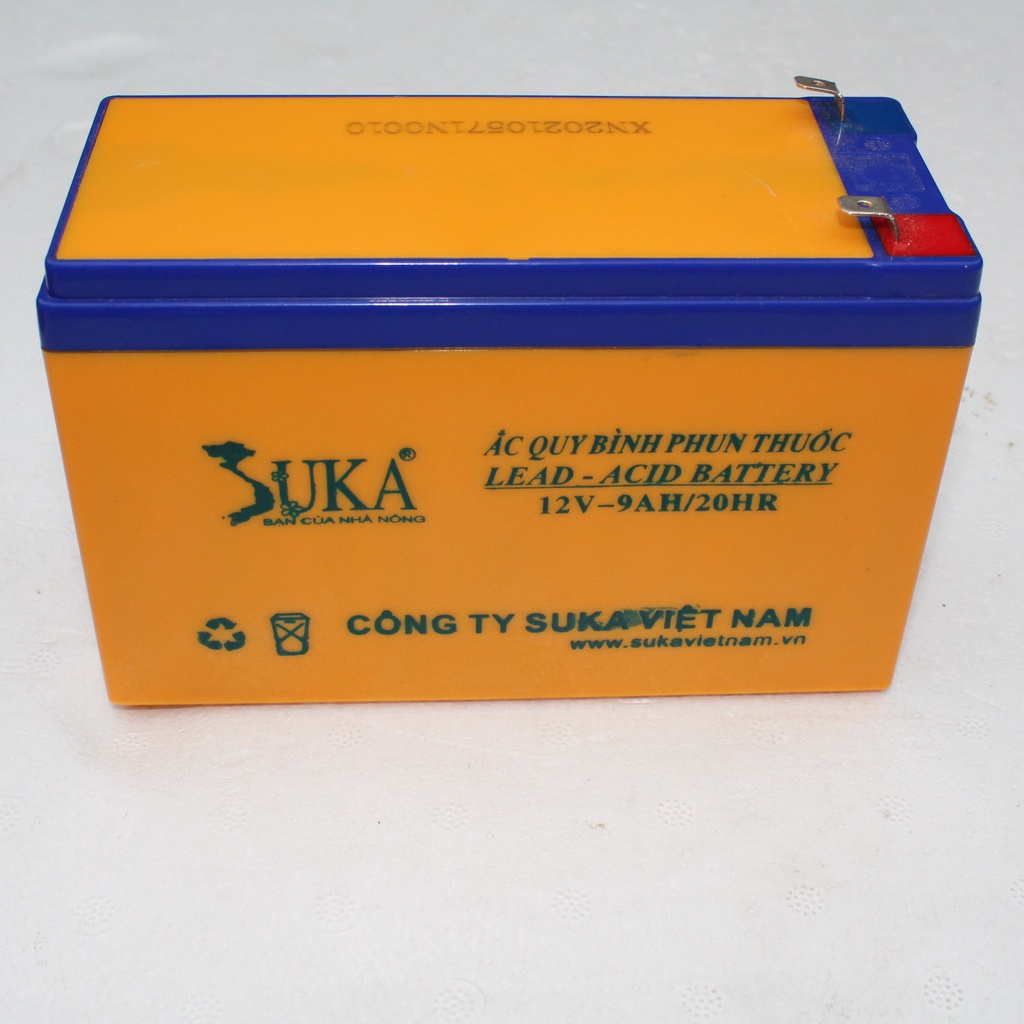 XN20210571N0010
SUKA®
BẠN CỦA NHÀ NÔNG
ẮC QUY BÌNH PHUN THUỐC
LEAD - ACID BATTERY
12V-9AH/20HR
CÔNG TY SUKA VIỆT NAM
www.sukavietnam.vn